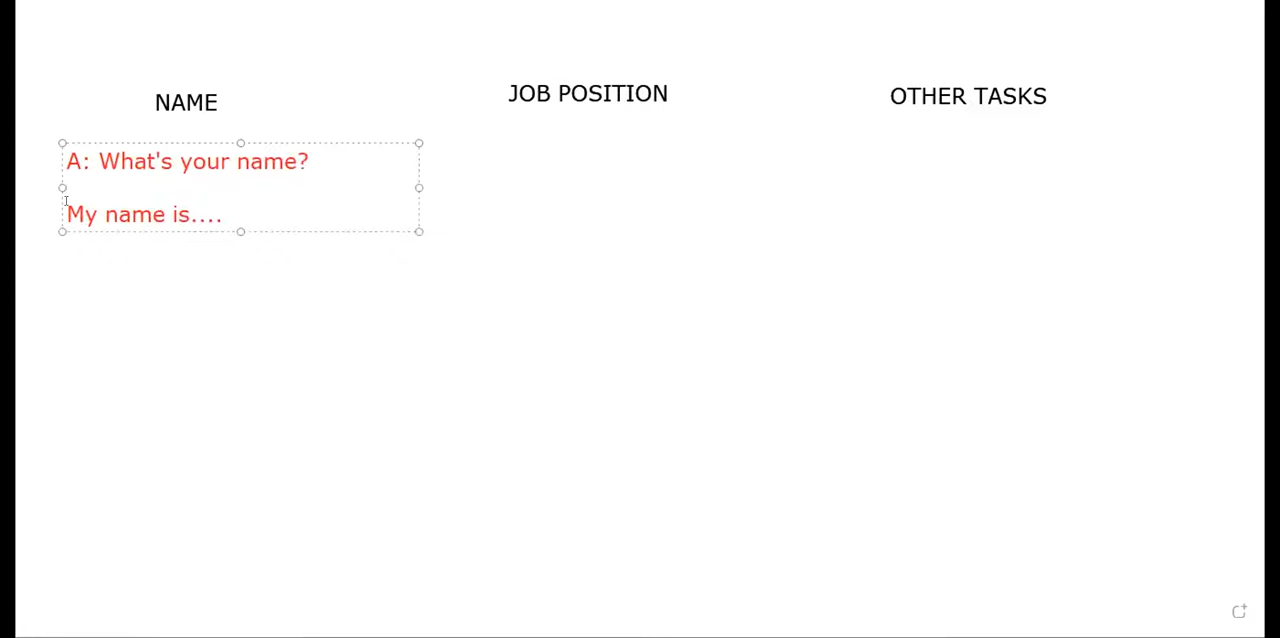 NAME
JOB POSITION
OTHER TASKS
A: What's your name?
My name is....